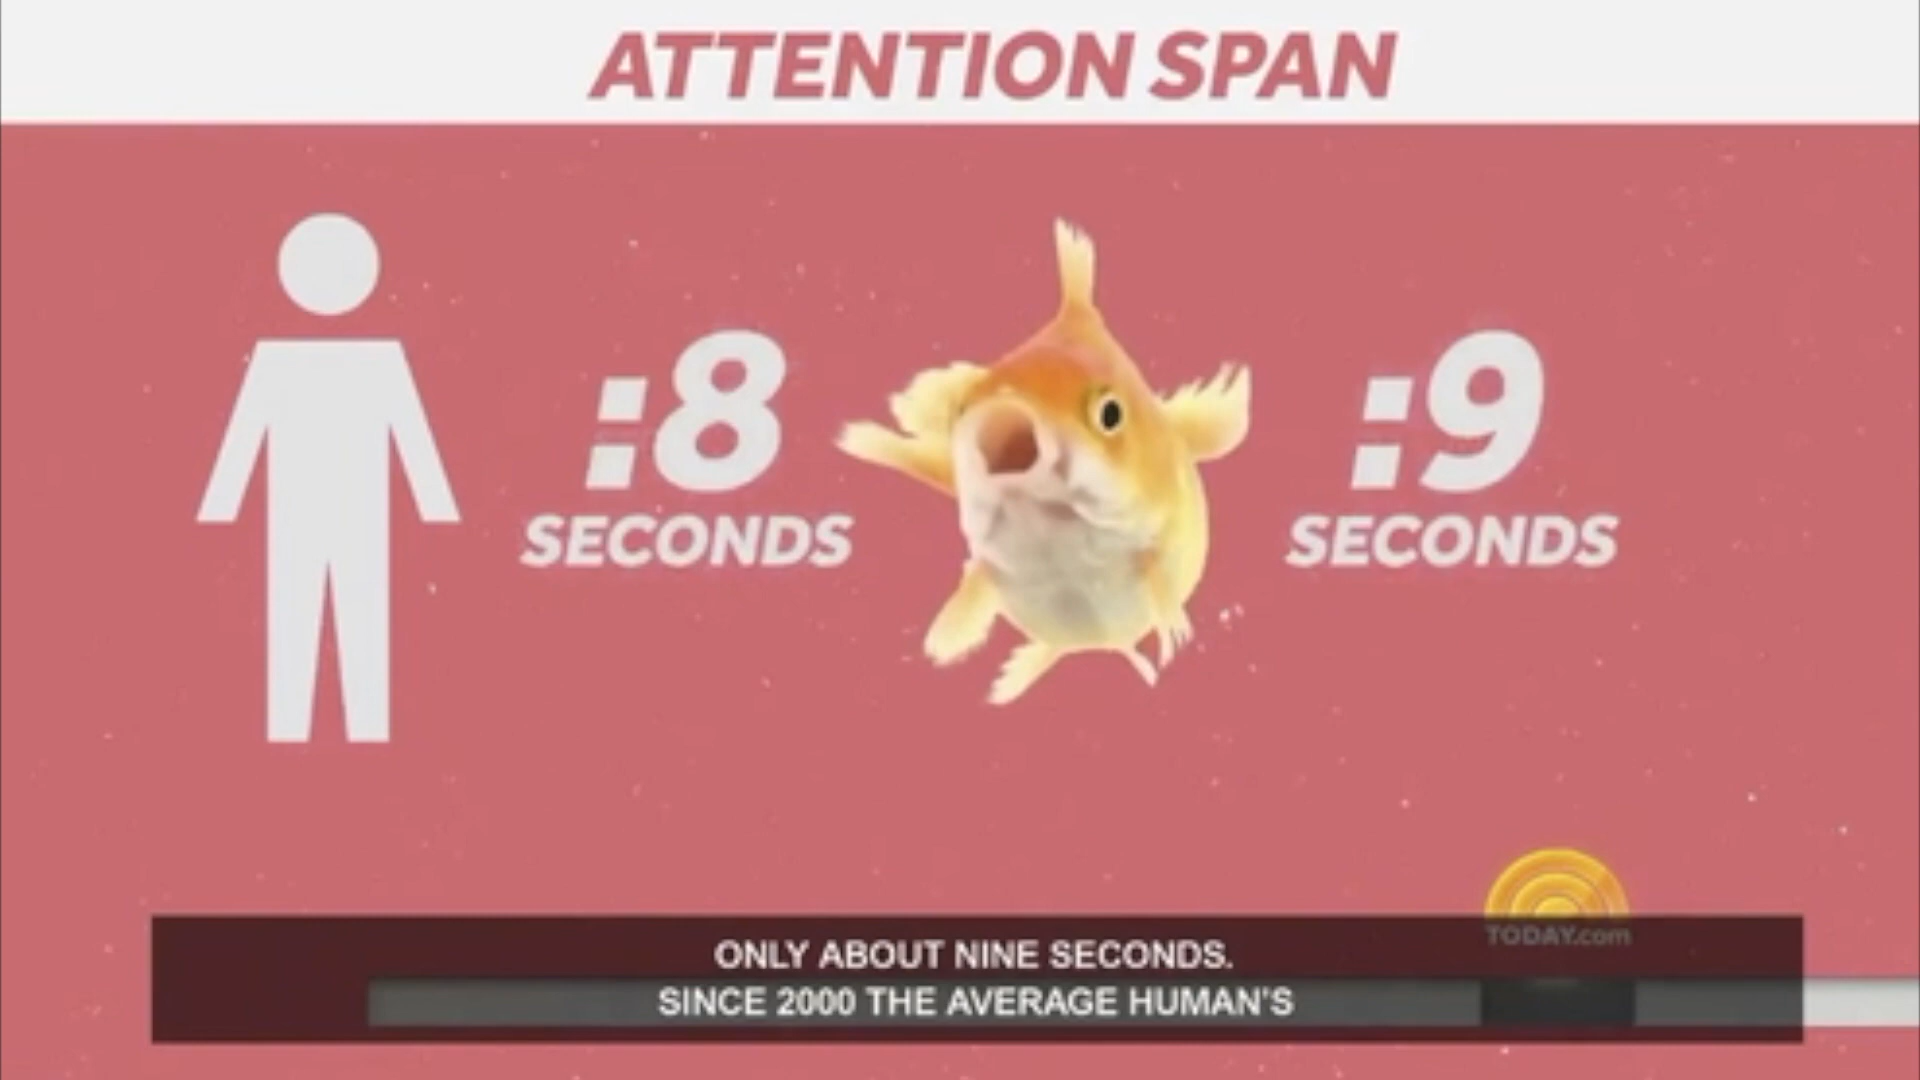 ATTENTION SPAN
:8
SECONDS
:9
SECONDS
TODAY.com
ONLY ABOUT NINE SECONDS.
SINCE 2000 THE AVERAGE HUMAN'S